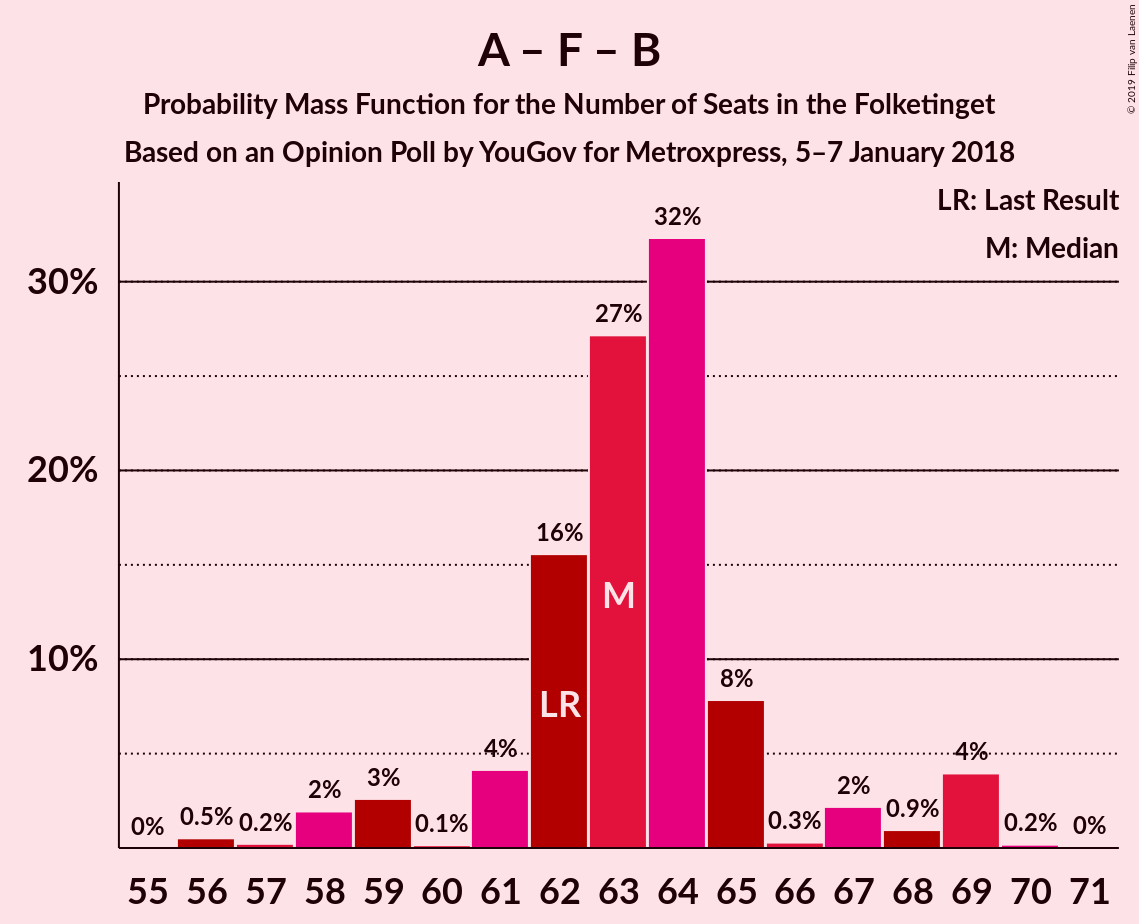 A – F – B
Probability Mass Function for the Number of Seats in the Folketinget
Based on an Opinion Poll by YouGov for Metroxpress, 5–7 January 2018
© 2019 Filip van Laenen
LR: Last Result
M: Median
30%
20%
10%
0%
0.5%
0.2%
2%
3%
0.1%
4%
16%
27%
32%
8%
0.3%
2%
0.9%
4%
0.2%
0%
LR
M
55 56 57 58 59 60 61 62 63 64 65 66 67 68 69 70 71